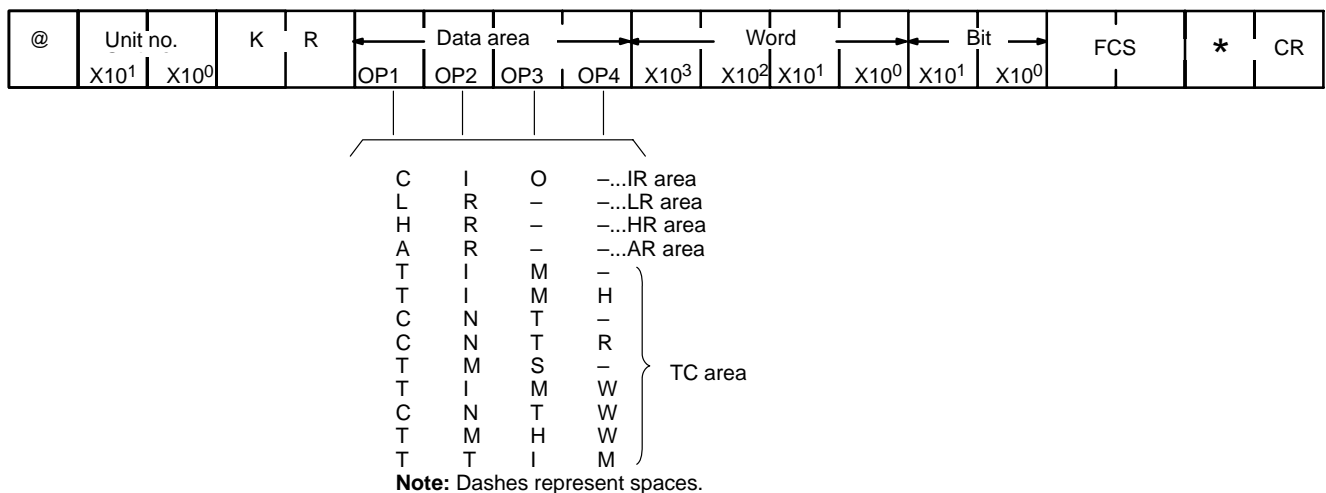 @ Unit no. K R Data area Word Bit FCS * CR
X10¹ X10⁰ OP1 OP2 OP3 OP4 X10³ X10² X10¹ X10⁰ X10¹ X10⁰
C I O –...IR area
L R – –...LR area
H R – –...HR area
A R – –...AR area
T I M –
T I M H
C N T –
C N T R
T M S –
TC area
T I M W
C N T W
T M H W
T T I M
Note: Dashes represent spaces.